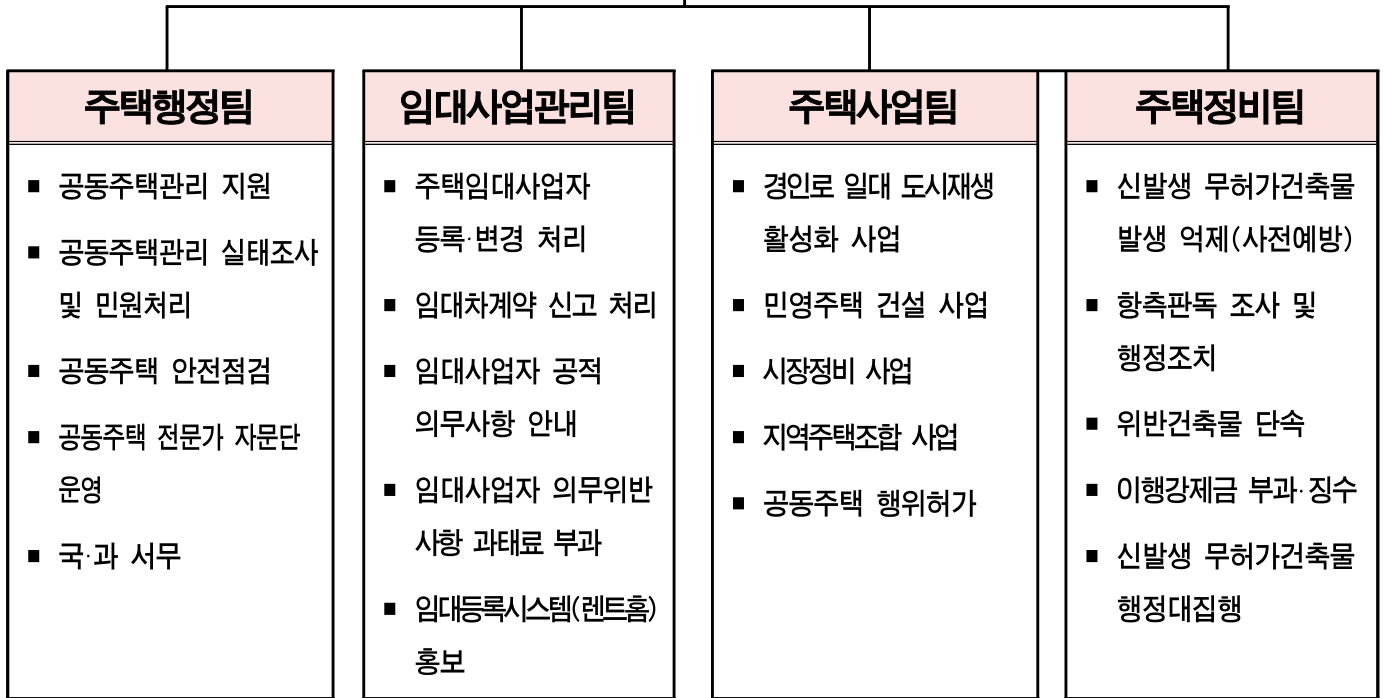 주택행정팀
▪ 공동주택관리 지원
▪ 공동주택관리 실태조사
및 민원처리
▪ 공동주택 안전점검
▪ 공동주택 전문가 자문단
운영
▪ 국·과 서무
임대사업관리팀
▪ 주택임대사업자
등록·변경 처리
▪ 임대차계약 신고 처리
▪ 임대사업자 공적
의무사항 안내
▪ 임대사업자 의무위반
사항 과태료 부과
▪ 임대등록시스템(렌트홈)
홍보
주택사업팀
▪ 경인로 일대 도시재생
활성화 사업
▪ 민영주택 건설 사업
▪ 시장정비 사업
▪ 지역주택조합 사업
▪ 공동주택 행위허가
주택정비팀
▪ 신발생 무허가건축물
발생 억제(사전예방)
▪ 항측판독 조사 및
행정조치
▪ 위반건축물 단속
▪ 이행강제금 부과·징수
▪ 신발생 무허가건축물
행정대집행